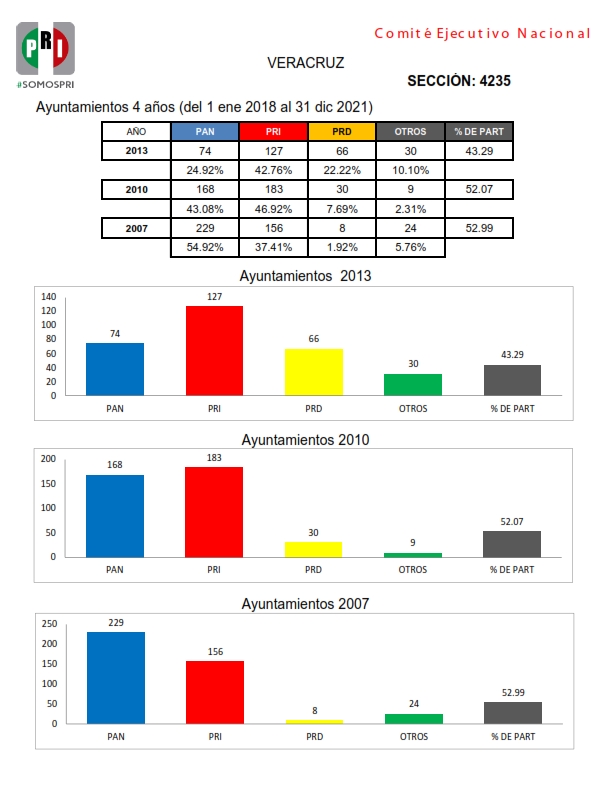 Comité Ejecutivo Nacional
PRI
#SOMOSPRI
VERACRUZ
SECCIÓN: 4235
Ayuntamientos 4 años (del 1 ene 2018 al 31 dic 2021)
AÑO PAN PRI PRD OTROS % DE PART
2013 74 127 66 30 43.29
24.92% 42.76% 22.22% 10.10%
2010 168 183 30 9 52.07
43.08% 46.92% 7.69% 2.31%
2007 229 156 8 24 52.99
54.92% 37.41% 1.92% 5.76%
Ayuntamientos 2013
140
120
100
80
60
40
20
0
74
127
66
30
43.29
PAN PRI PRD OTROS % DE PART
Ayuntamientos 2010
200
150
100
50
0
168
183
30
9
52.07
PAN PRI PRD OTROS % DE PART
Ayuntamientos 2007
250
200
150
100
50
0
229
156
8
24
52.99
PAN PRI PRD OTROS % DE PART